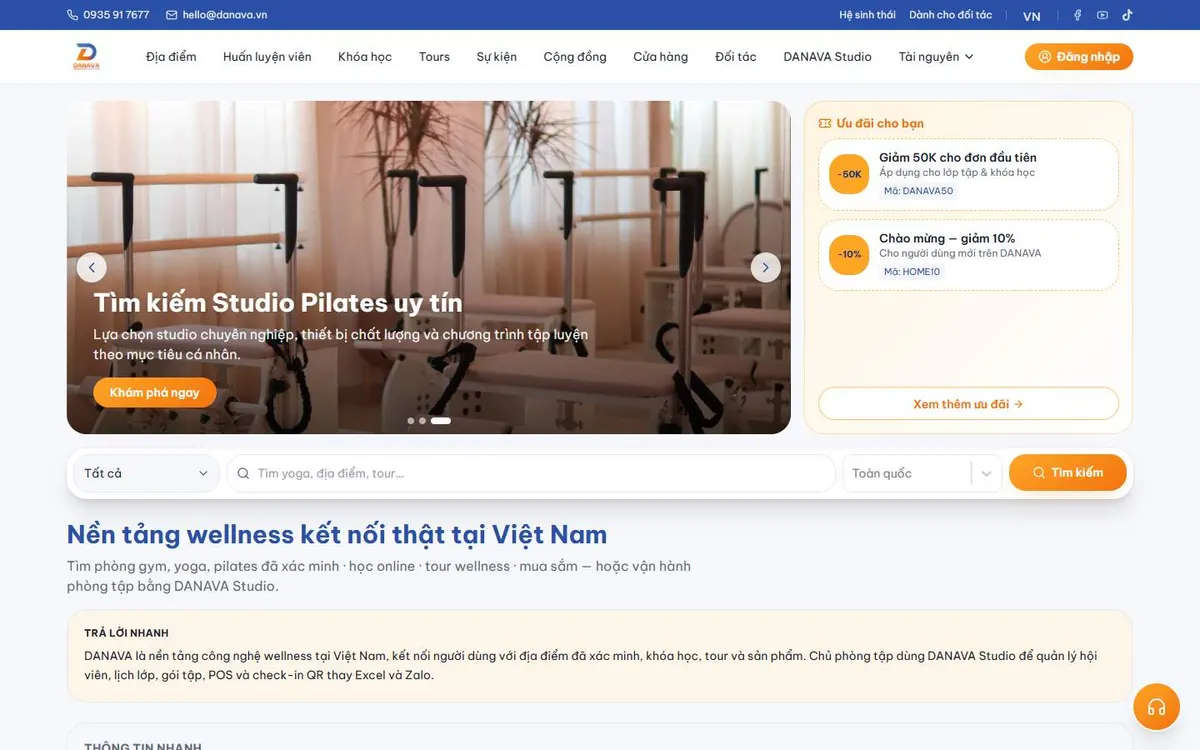 0935 91 7677
hello@danava.vn
Hệ sinh thái
Dành cho đối tác
VN
DANAVA
Địa điểm
Huấn luyện viên
Khóa học
Tours
Sự kiện
Cộng đồng
Cửa hàng
Đối tác
DANAVA Studio
Tài nguyên
Đăng nhập
Tìm kiếm Studio Pilates uy tín
Lựa chọn studio chuyên nghiệp, thiết bị chất lượng và chương trình tập luyện
theo mục tiêu cá nhân.
Khám phá ngay
Ưu đãi cho bạn
-50K
Giảm 50K cho đơn đầu tiên
Áp dụng cho lớp tập & khóa học
Mã: DANAVA50
-10%
Chào mừng — giảm 10%
Cho người dùng mới trên DANAVA
Mã: HOME10
Xem thêm ưu đãi →
Tất cả
Tìm yoga, địa điểm, tour...
Toàn quốc
Tìm kiếm
Nền tảng wellness kết nối thật tại Việt Nam
Tìm phòng gym, yoga, pilates đã xác minh · học online · tour wellness · mua sắm — hoặc vận hành
phòng tập bằng DANAVA Studio.
TRẢ LỜI NHANH
DANAVA là nền tảng công nghệ wellness tại Việt Nam, kết nối người dùng với địa điểm đã xác minh, khóa học, tour và sản phẩm. Chủ phòng tập dùng DANAVA Studio để quản lý hội
viên, lịch lớp, gói tập, POS và check-in QR thay Excel và Zalo.
THÔNG TIN NHANH